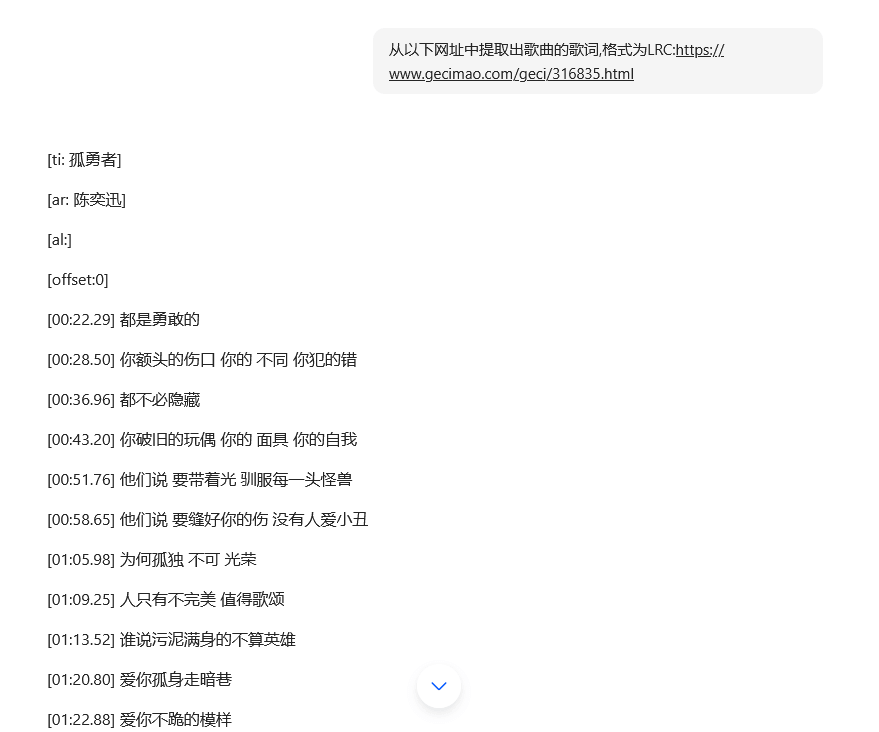 从以下网址中提取出歌曲的歌词,格式为LRC:https://
www.gecimao.com/geci/316835.html
[ti: 孤勇者]
[ar: 陈奕迅]
[al:]
[offset:0]
[00:22.29] 都是勇敢的
[00:28.50] 你额头的伤口 你的 不同 你犯的错
[00:36.96] 都不必隐藏
[00:43.20] 你破旧的玩偶 你的 面具 你的自我
[00:51.76] 他们说 要带着光 驯服每一头怪兽
[00:58.65] 他们说 要缝好你的伤 没有人爱小丑
[01:05.98] 为何孤独 不可 光荣
[01:09.25] 人只有不完美 值得歌颂
[01:13.52] 谁说污泥满身的不算英雄
[01:20.80] 爱你孤身走暗巷
[01:22.88] 爱你不跪的模样